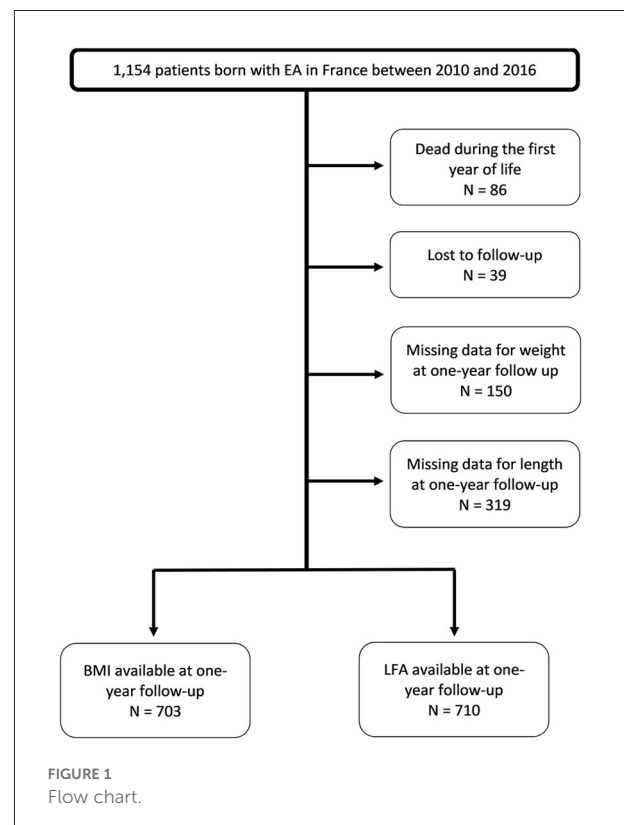 1,154 patients born with EA in France between 2010 and 2016
Dead during the first
year of life
N = 86
Lost to follow-up
N = 39
Missing data for weight
at one-year follow up
N = 150
Missing data for length
at one-year follow-up
N = 319
BMI available at one-
year follow-up
N = 703
LFA available at one-
year follow-up
N = 710
FIGURE 1
Flow chart.